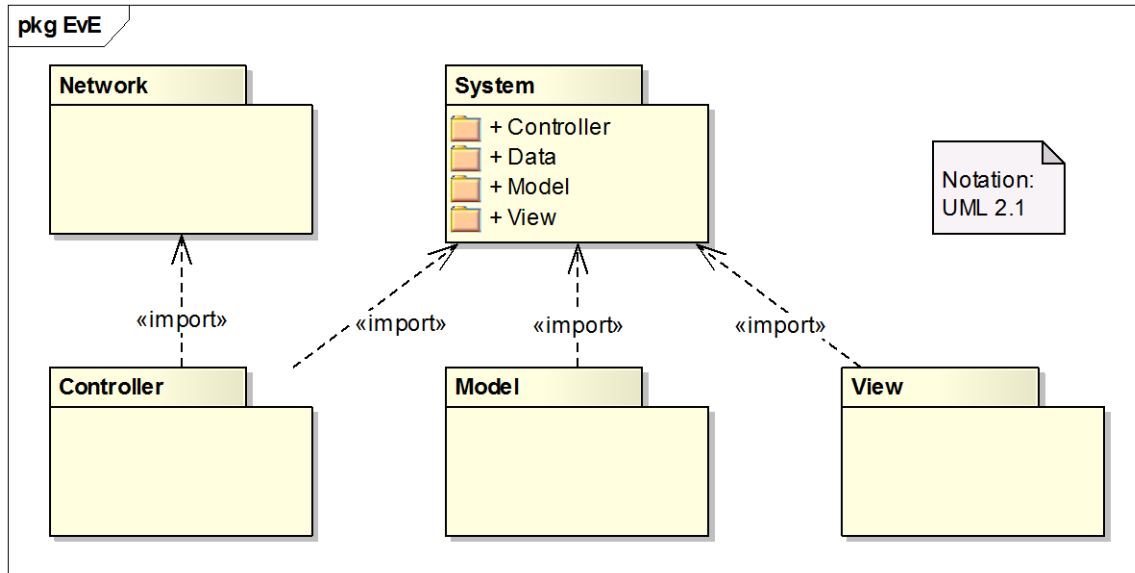 pkg EvE
Network
System
+ Controller
+ Data
+ Model
+ View
Notation:
UML 2.1
«import»
«import»
«import»
«import»
Controller
Model
View